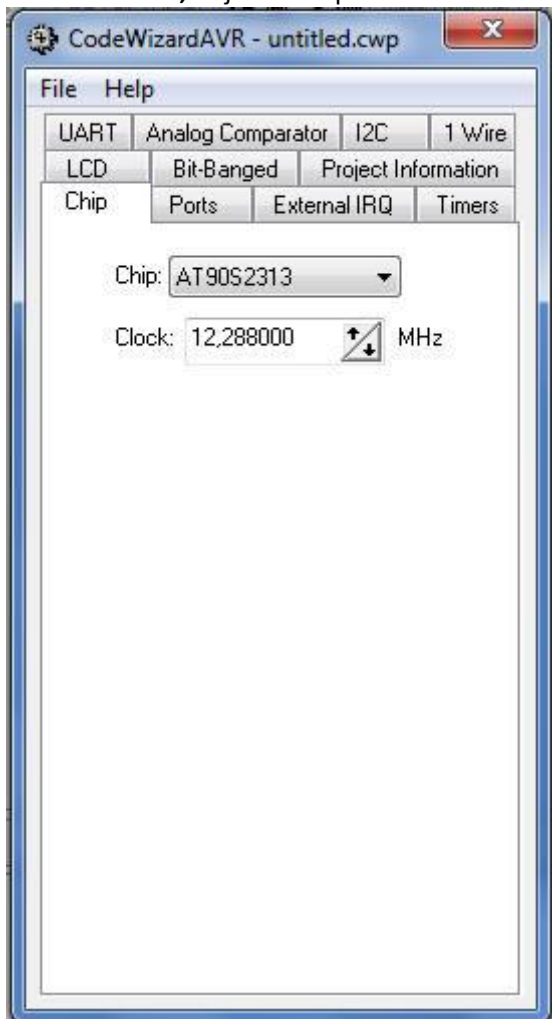 CodeWizardAVR - untitled.cwp
File Help
UART Analog Comparator I2C 1 Wire
LCD Bit-Banged Project Information
Chip Ports External IRQ Timers
Chip: AT90S2313
Clock: 12,288000 MHz